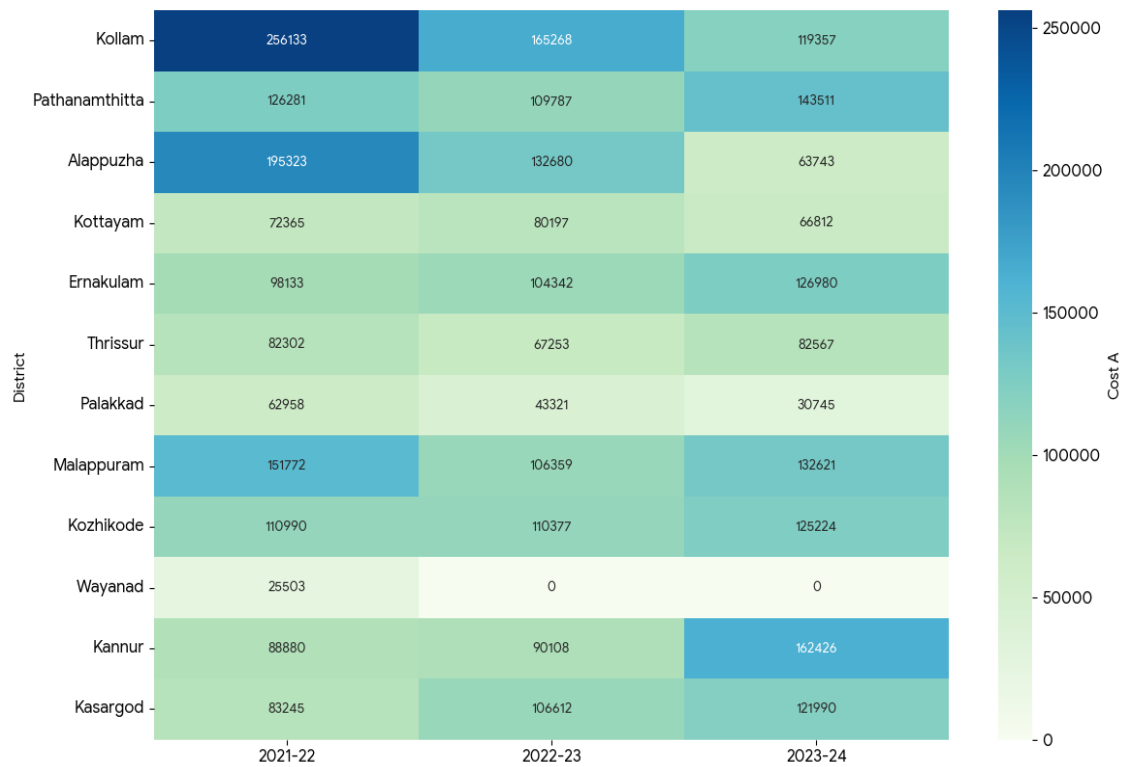 Kollam 256133 165268 119357
Pathanamthitta 126281 109787 143511
Alappuzha 195323 132680 63743
Kottayam 72365 80197 66812
Ernakulam 98133 104342 126980
Thrissur 82302 67253 82567
Palakkad 62958 43321 30745
Malappuram 151772 106359 132621
Kozhikode 110990 110377 125224
Wayanad 25503 0 0
Kannur 88880 90108 162426
Kasargod 83245 106612 121990
2021-22 2022-23 2023-24
District
250000
200000
150000
100000
50000
0
Cost A